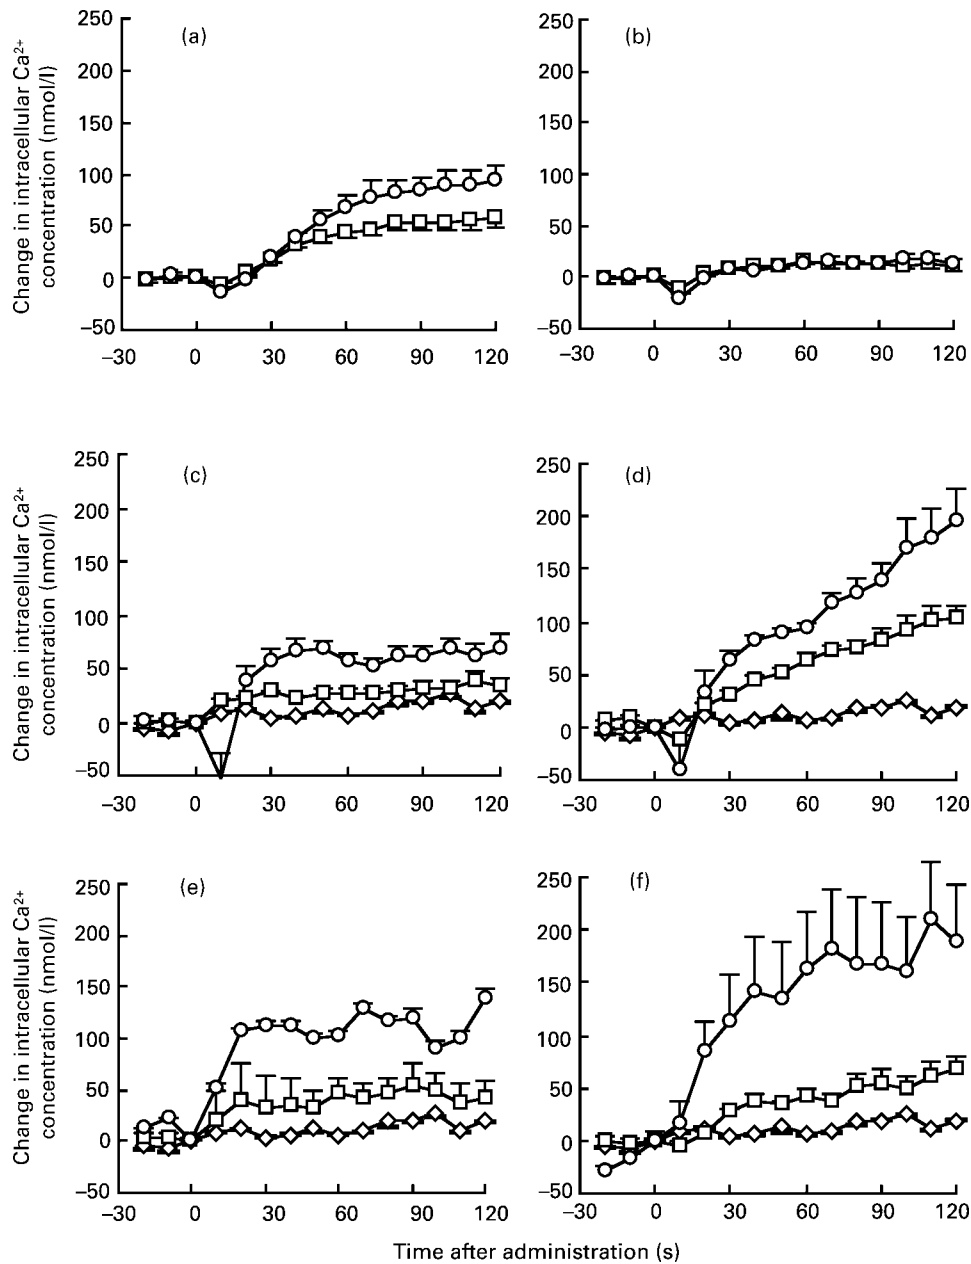 Change in intracellular Ca²⁺
concentration (nmol/l)
250
200
150
100
50
0
–50
(a)
–30 0 30 60 90 120
250
200
150
100
50
0
–50
(b)
–30 0 30 60 90 120
Change in intracellular Ca²⁺
concentration (nmol/l)
250
200
150
100
50
0
–50
(c)
–30 0 30 60 90 120
250
200
150
100
50
0
–50
(d)
–30 0 30 60 90 120
Change in intracellular Ca²⁺
concentration (nmol/l)
250
200
150
100
50
0
–50
(e)
–30 0 30 60 90 120
250
200
150
100
50
0
–50
(f)
–30 0 30 60 90 120
Time after administration (s)